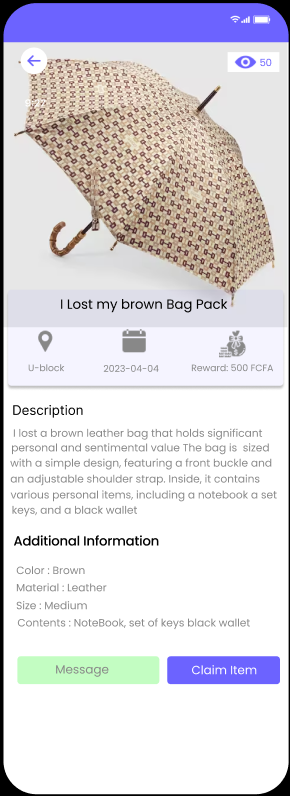 50
9:27
I Lost my brown Bag Pack
U-block
2023-04-04
Reward: 500 FCFA
Description
I lost a brown leather bag that holds significant
personal and sentimental value The bag is sized
with a simple design, featuring a front buckle and
an adjustable shoulder strap. Inside, it contains
various personal items, including a notebook a set
keys, and a black wallet
Additional Information
Color : Brown
Material : Leather
Size : Medium
Contents : NoteBook, set of keys black wallet
Message
Claim Item